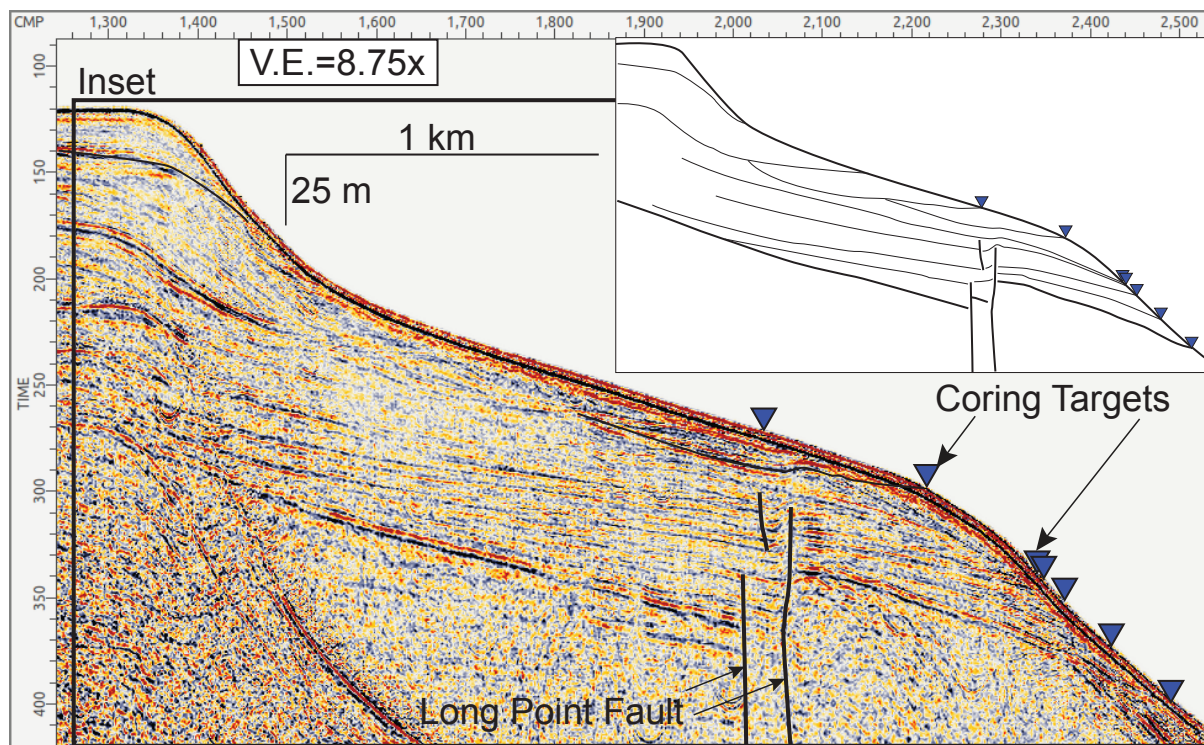 CMP 1,300 1,400 1,500 1,600 1,700 1,800 1,900 2,000 2,100 2,200 2,300 2,400 2,500
V.E.=8.75x
100
Inset
1 km
150
25 m
200
TIME
250
Coring Targets
300
350
Long Point Fault
400